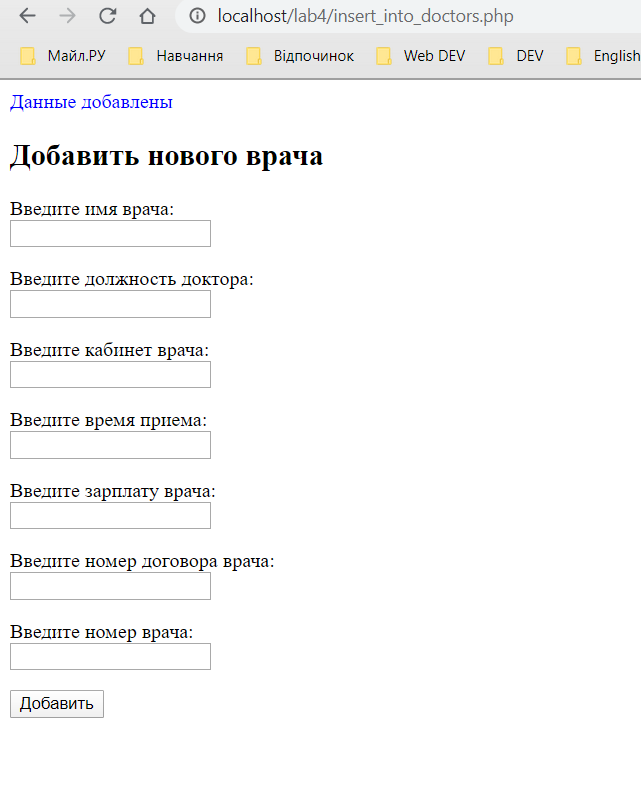 localhost/lab4/insert_into_doctors.php
Майл.РУ Навчання Відпочинок Web DEV DEV English
Данные добавлены
Добавить нового врача
Введите имя врача:
Введите должность доктора:
Введите кабинет врача:
Введите время приема:
Введите зарплату врача:
Введите номер договора врача:
Введите номер врача:
Добавить